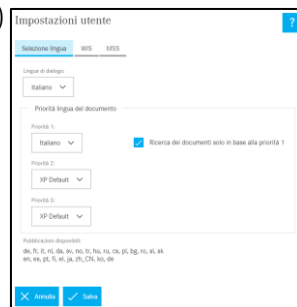 Impostazioni utente
?
Selezione lingua WIS MSS
Lingua di dialogo:
Italiano
Priorità lingua del documento
Priorità 1:
Italiano
Ricerca dei documenti solo in base alla priorità 1
Priorità 2:
XP Default
Priorità 3:
XP Default
Pubblicazioni disponibili
de, fr, it, nl, da, sv, no, tr, hu, ru, cs, pl, bg, ro, sl, sk
en, es, pt, fi, el, ja, zh_CN, ko, de
Annulla Salva